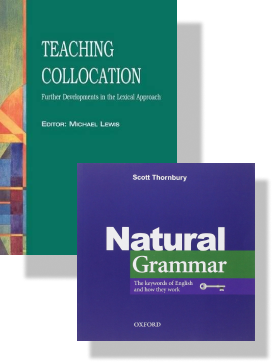 TEACHING
COLLOCATION
Further Developments in the Lexical Approach
EDITOR: MICHAEL LEWIS
Scott Thornbury
Natural
Grammar
The keywords of English
and how they work
OXFORD